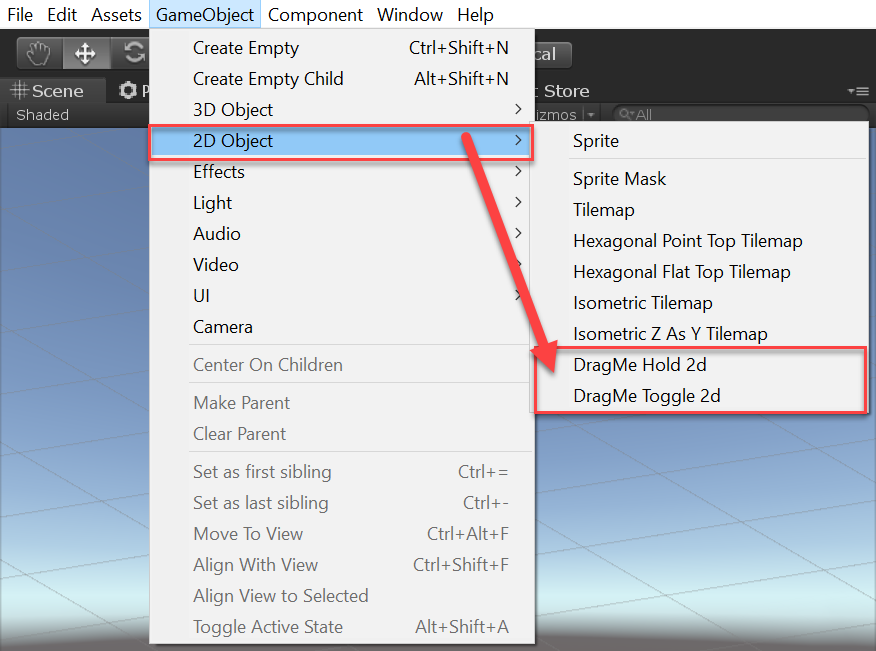 File Edit Assets GameObject Component Window Help
Create Empty Ctrl+Shift+N
cal
Create Empty Child Alt+Shift+N
Scene
Store
3D Object
Shaded
izmos
All
2D Object
Sprite
Effects
Sprite Mask
Light
Tilemap
Audio
Hexagonal Point Top Tilemap
Video
Hexagonal Flat Top Tilemap
UI
Isometric Tilemap
Camera
Isometric Z As Y Tilemap
Center On Children
DragMe Hold 2d
Make Parent
DragMe Toggle 2d
Clear Parent
Set as first sibling Ctrl+=
Set as last sibling Ctrl+-
Move To View Ctrl+Alt+F
Align With View Ctrl+Shift+F
Align View to Selected
Toggle Active State Alt+Shift+A